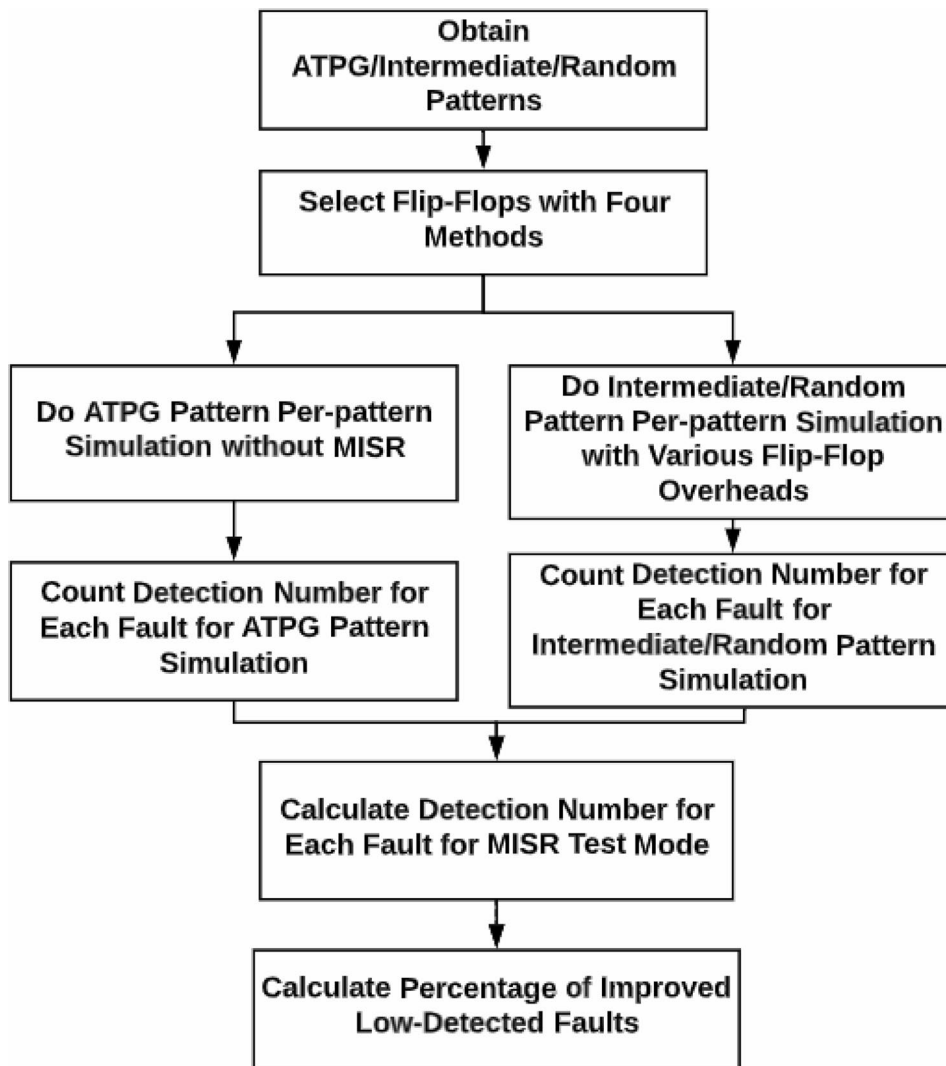 Obtain
ATPG/Intermediate/Random
Patterns
Select Flip-Flops with Four
Methods
Do ATPG Pattern Per-pattern
Simulation without MISR
Do Intermediate/Random
Pattern Per-pattern Simulation
with Various Flip-Flop
Overheads
Count Detection Number for
Each Fault for ATPG Pattern
Simulation
Count Detection Number for
Each Fault for
Intermediate/Random Pattern
Simulation
Calculate Detection Number for
Each Fault for MISR Test Mode
Calculate Percentage of Improved
Low-Detected Faults